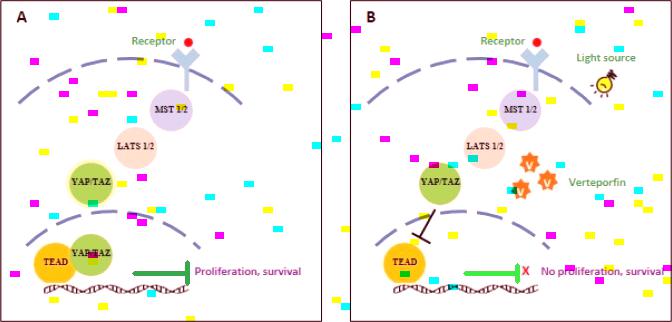 A
Receptor
MST 1/2
LATS 1/2
YAP/TAZ
YAP/TAZ
TEAD
Proliferation, survival
B
Receptor
Light source
MST 1/2
LATS 1/2
V
V
V
YAP/TAZ
Verteporfin
TEAD
X
No proliferation, survival